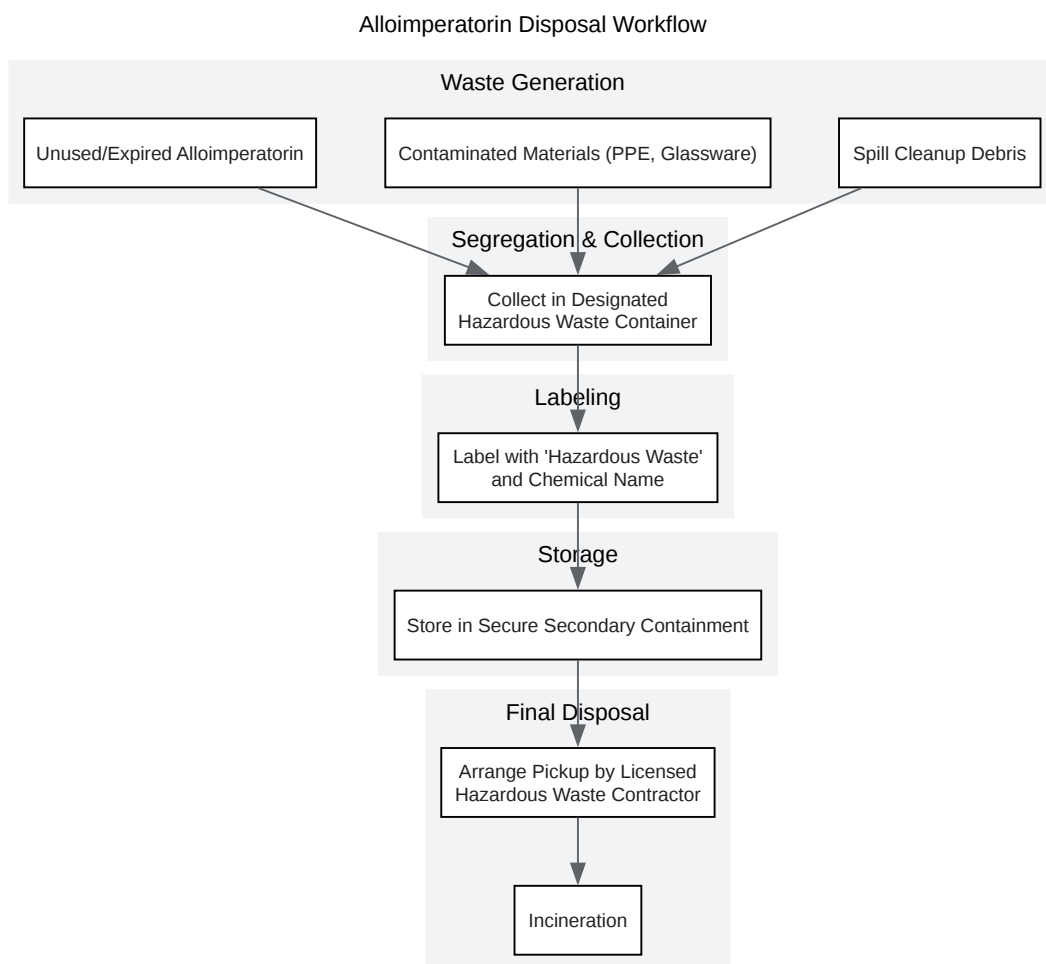 Alloimperatorin Disposal Workflow
Waste Generation
Unused/Expired Alloimperatorin
Contaminated Materials (PPE, Glassware)
Spill Cleanup Debris
Segregation & Collection
Collect in Designated
Hazardous Waste Container
Labeling
Label with 'Hazardous Waste'
and Chemical Name
Storage
Store in Secure Secondary Containment
Final Disposal
Arrange Pickup by Licensed
Hazardous Waste Contractor
Incineration